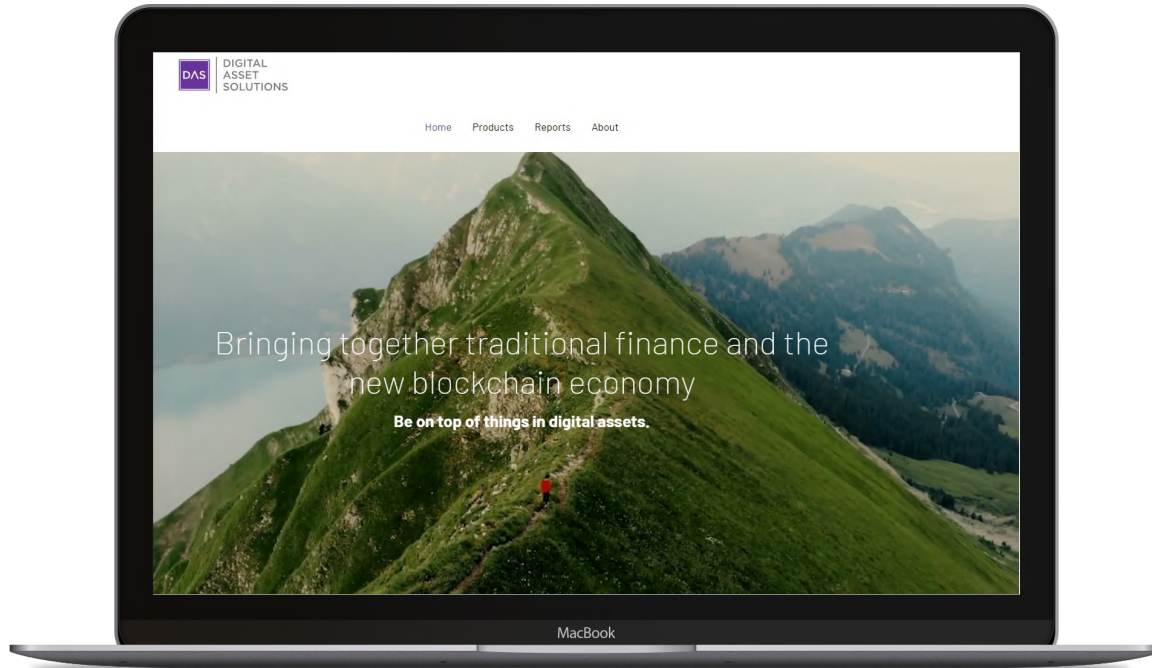 DAS
DIGITAL
ASSET
SOLUTIONS
Home Products Reports About
Bringing together traditional finance and the
new blockchain economy
Be on top of things in digital assets.
MacBook